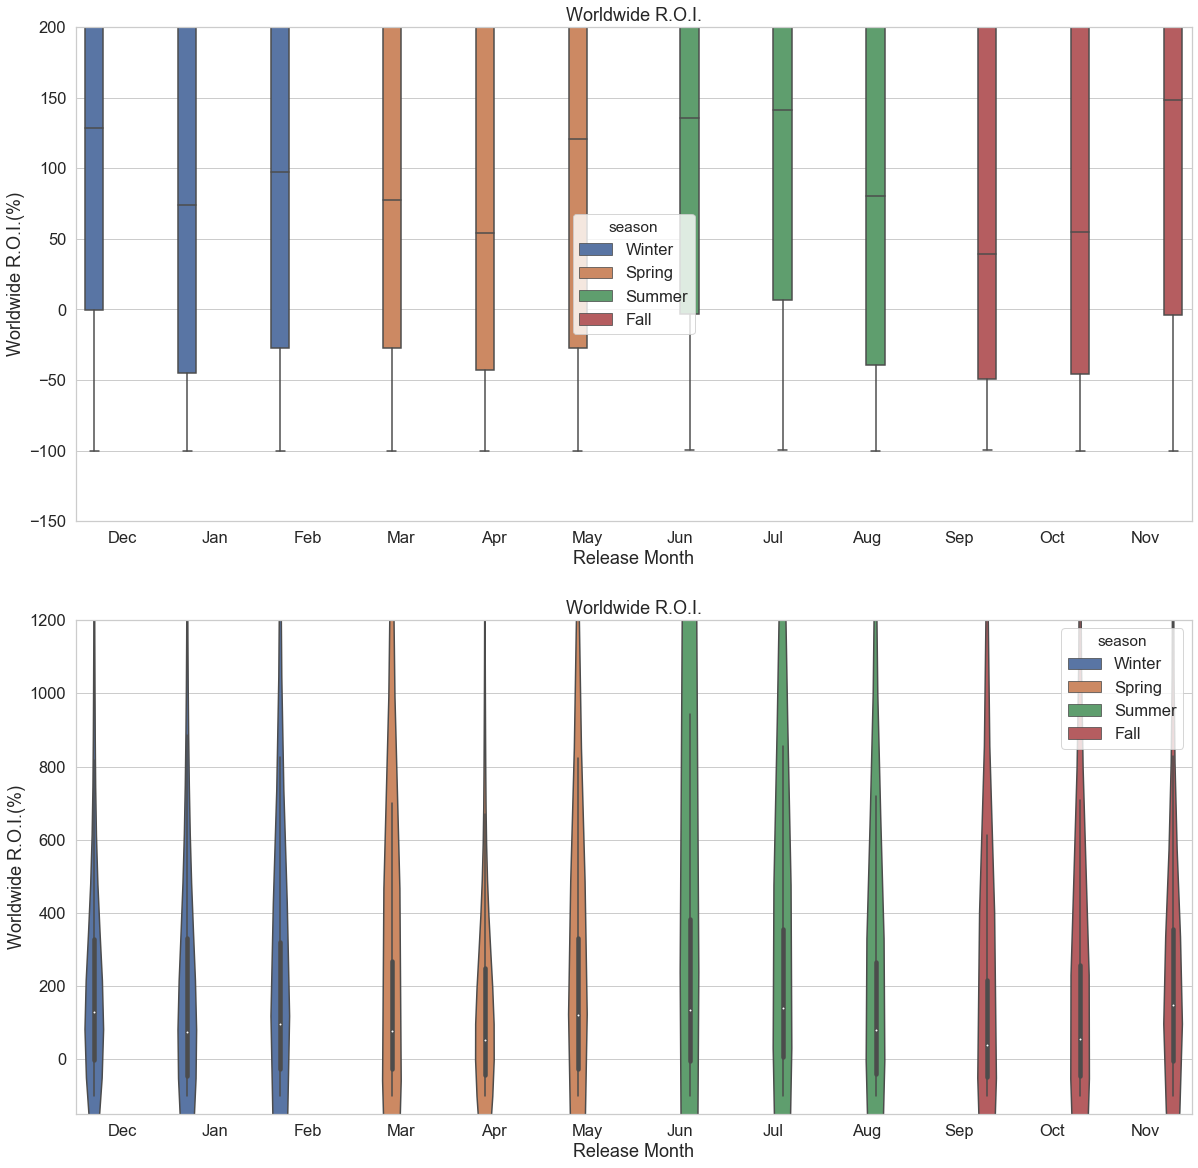 Worldwide R.O.I.
200
150
100
50
0
−50
−100
−150
Worldwide R.O.I.(%)
season
Winter
Spring
Summer
Fall
Dec Jan Feb Mar Apr May Jun Jul Aug Sep Oct Nov
Release Month
Worldwide R.O.I.
1200
1000
800
600
400
200
0
Worldwide R.O.I.(%)
season
Winter
Spring
Summer
Fall
Dec Jan Feb Mar Apr May Jun Jul Aug Sep Oct Nov
Release Month